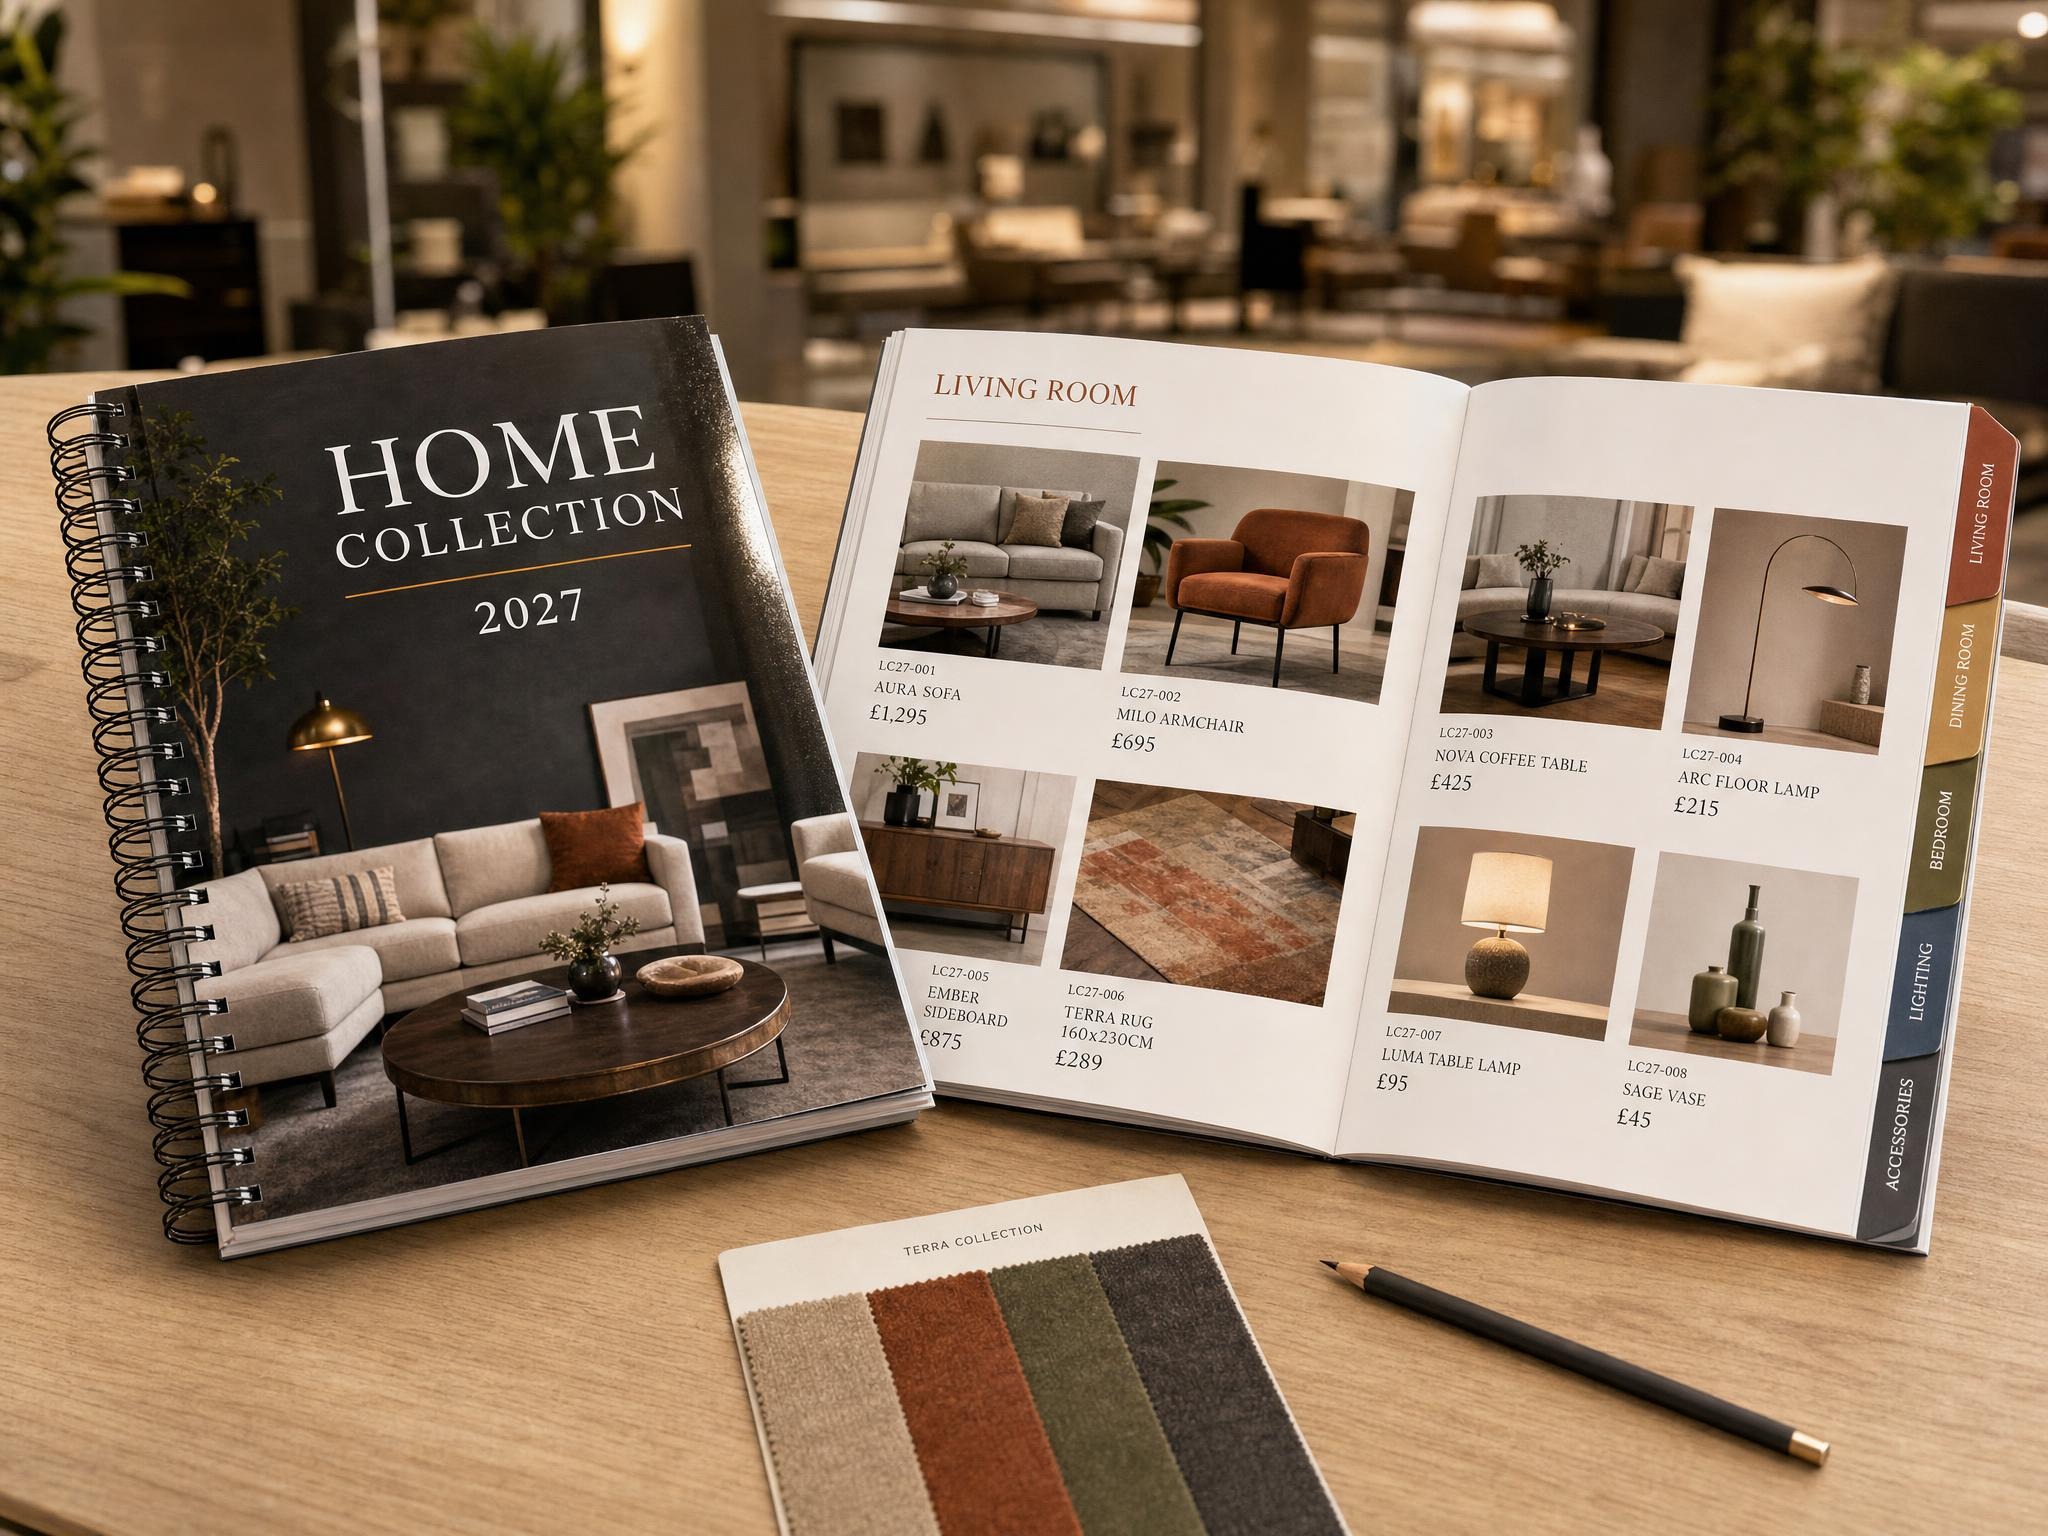 HOME
COLLECTION
2027
LIVING ROOM
LC27-001
AURA SOFA
£1,295
LC27-002
MILO ARMCHAIR
£695
LC27-005
EMBER
SIDEBOARD
£875
LC27-006
TERRA RUG
160x230CM
£289
LC27-003
NOVA COFFEE TABLE
£425
LC27-004
ARC FLOOR LAMP
£215
LC27-007
LUMA TABLE LAMP
£95
LC27-008
SAGE VASE
£45
LIVING ROOM
DINING ROOM
BEDROOM
LIGHTING
ACCESSORIES
TERRA COLLECTION